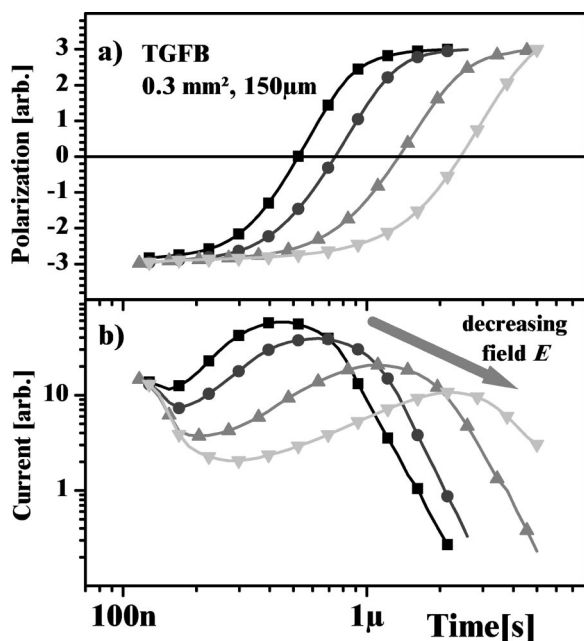 a) TGFB
0.3 mm², 150μm
Polarization [arb.]
3
2
1
0
-1
-2
-3
b)
decreasing
field E
Current [arb.]
10
1
100n
1μ
Time[s]